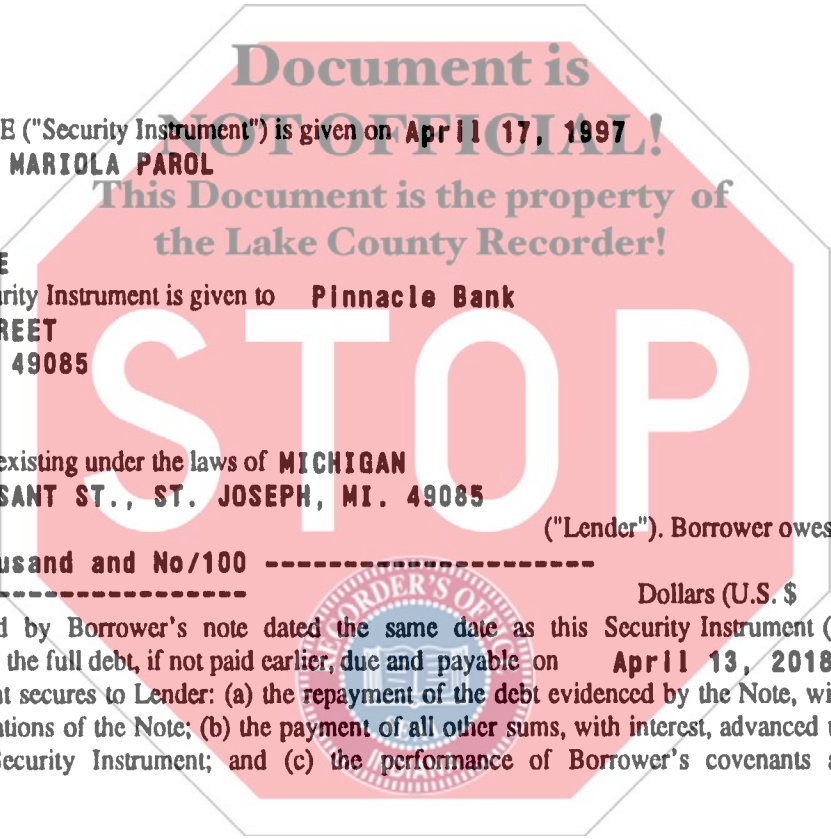 Document is
E ("Security Instrument") is given on April 17, 1997
NOT OFFICIAL!
MARIOLA PAROL
This Document is the property of
the Lake County Recorder!
E
rity Instrument is given to Pinnacle Bank
REET
49085
STOP
existing under the laws of MICHIGAN
SANT ST., ST. JOSEPH, MI. 49085
("Lender"). Borrower owes
usand and No/100 --------------------
---------------
Dollars (U.S. $
d by Borrower's note dated the same date as this Security Instrument (
the full debt, if not paid earlier, due and payable on April 13, 2018
nt secures to Lender: (a) the repayment of the debt evidenced by the Note, wi
ations of the Note; (b) the payment of all other sums, with interest, advanced
Security Instrument; and (c) the performance of Borrower's covenants a
RECORDER'S OF
INDIANA